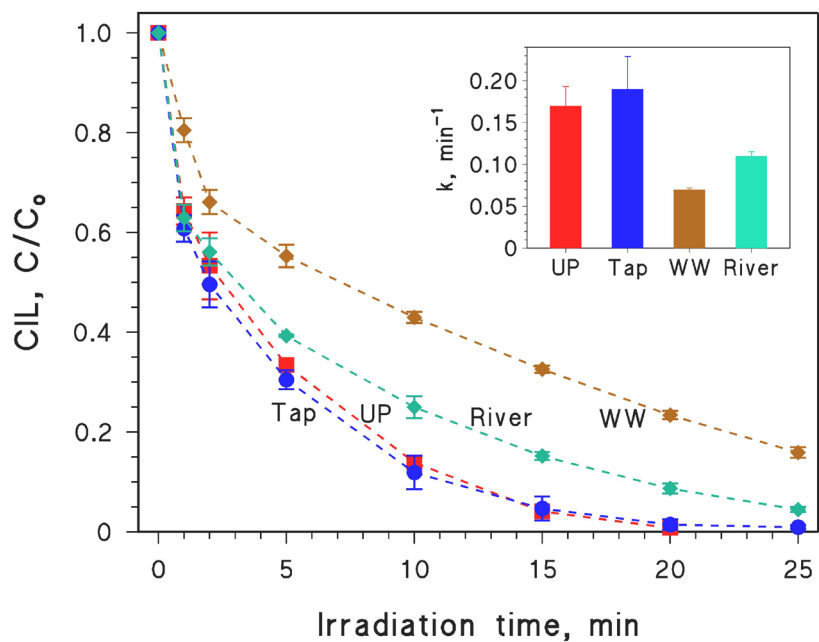 1.0
0.8
0.6
0.4
0.2
0
CIL, C/C₀
0 5 10 15 20 25
Irradiation time, min
Tap UP River WW
0.20
0.15
0.10
0.05
0
k, min⁻¹
UP Tap WW River